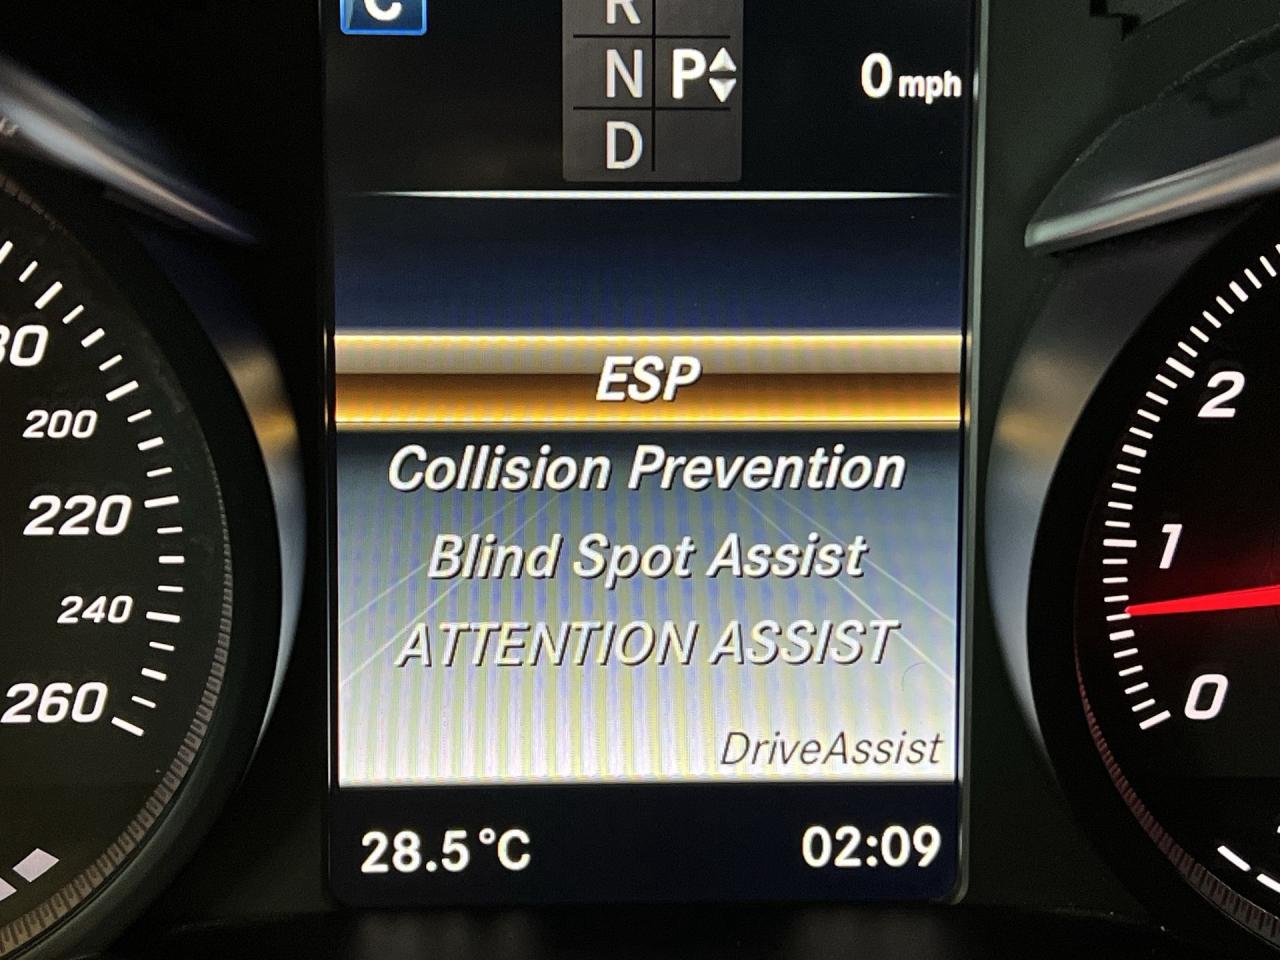 C
R
N P
D
0 mph
ESP
Collision Prevention
Blind Spot Assist
ATTENTION ASSIST
DriveAssist
28.5°C
02:09
200
220
240
260
2
1
0